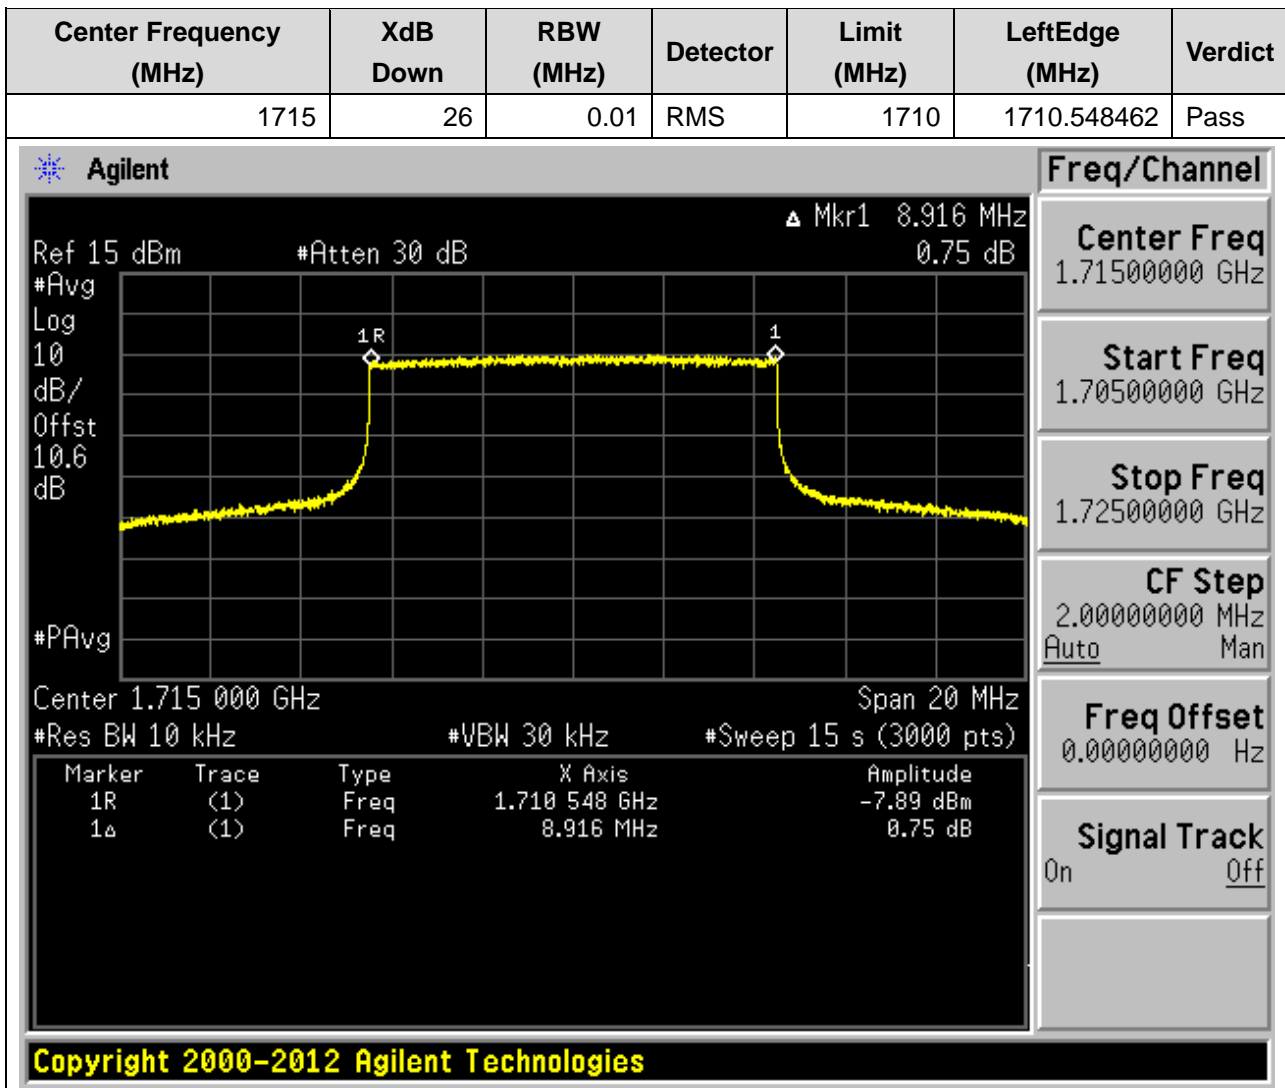 Center Frequency (MHz) XdB Down RBW (MHz) Detector Limit (MHz) LeftEdge (MHz) Verdict
1715 26 0.01 RMS 1710 1710.548462 Pass
Agilent
Freq/Channel
Δ Mkr1 8.916 MHz
Ref 15 dBm #Atten 30 dB 0.75 dB
#Avg
Log
10
dB/
Offst
10.6
dB
1R
1
#PAvg
Center 1.715 000 GHz Span 20 MHz
#Res BW 10 kHz #VBW 30 kHz #Sweep 15 s (3000 pts)
Marker Trace Type X Axis Amplitude
1R (1) Freq 1.710 548 GHz -7.89 dBm
1Δ (1) Freq 8.916 MHz 0.75 dB
Center Freq
1.71500000 GHz
Start Freq
1.70500000 GHz
Stop Freq
1.72500000 GHz
CF Step
2.00000000 MHz
Auto Man
Freq Offset
0.00000000 Hz
Signal Track
On Off
Copyright 2000-2012 Agilent Technologies